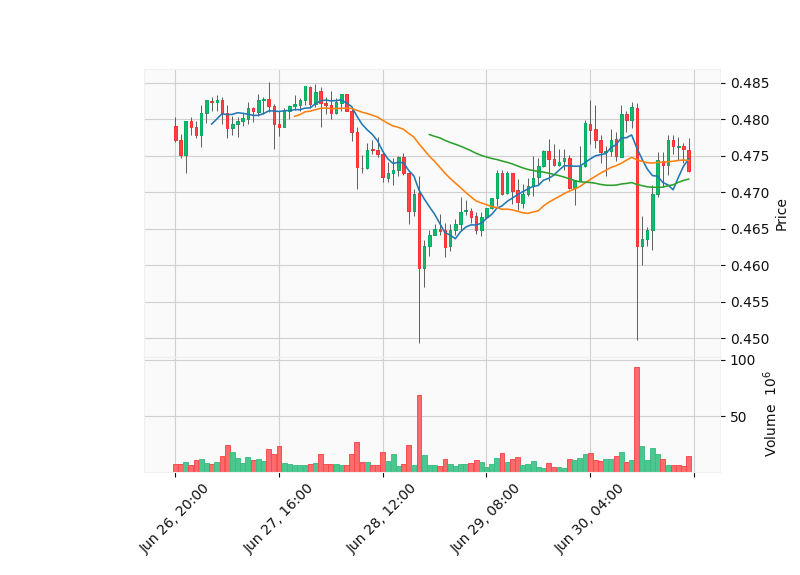 0.485
0.480
0.475
0.470
0.465
0.460
0.455
0.450
Price
100
50
Volume 10^6
Jun 26, 20:00
Jun 27, 16:00
Jun 28, 12:00
Jun 29, 08:00
Jun 30, 04:00